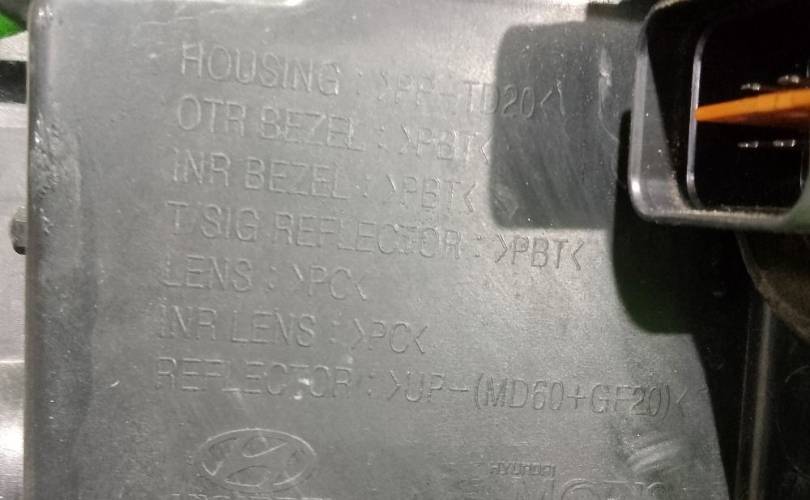 HOUSING : >PP-TD20<
OTR BEZEL : >PBT<
INR BEZEL : >PBT<
T/SIG REFLECTOR : >PBT<
LENS : >PC<
INR LENS : >PC<
REFLECTOR : >UP-(MD60+GF20)<
HYUNDAI